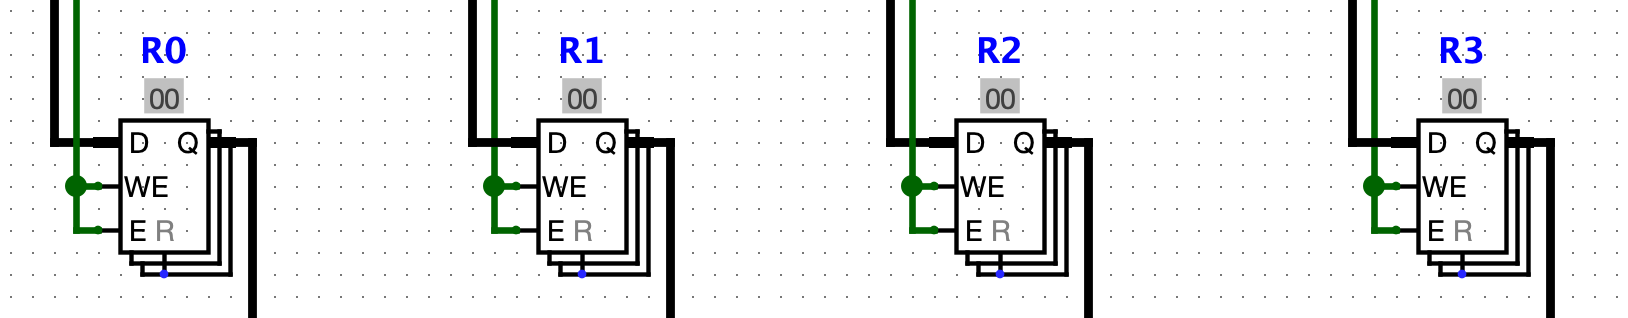 R0 R1 R2 R3
00 00 00 00
D Q D Q D Q D Q
WE WE WE WE
E R E R E R E R